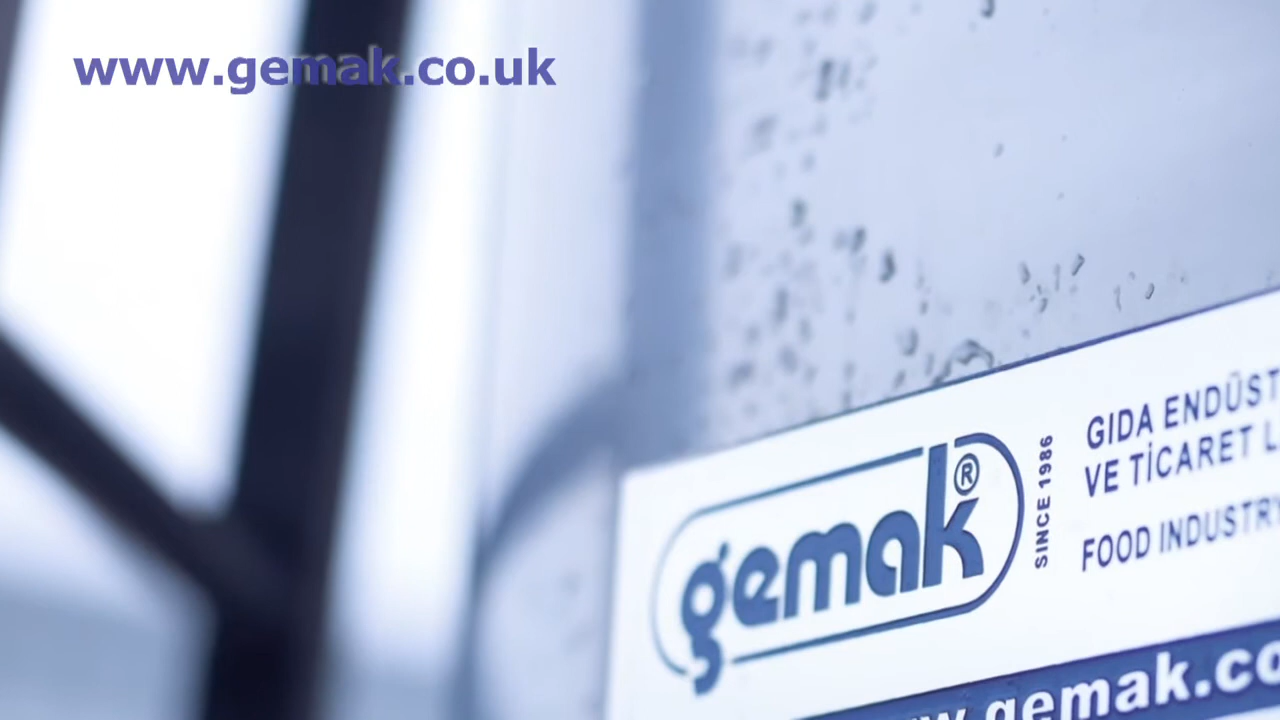 www.gemak.co.uk
gemak®
SINCE 1986
GIDA ENDÜST
VE TİCARET L
FOOD INDUSTRY
w.gemak.co